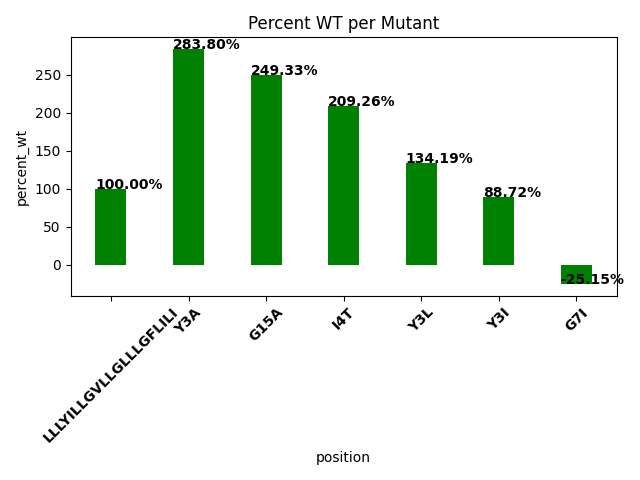 Percent WT per Mutant
percent_wt
250
200
150
100
50
0
100.00%
283.80%
249.33%
209.26%
134.19%
88.72%
-25.15%
LLLYILLGVLLGLLLGFLILI
Y3A
G15A
I4T
Y3L
Y3I
G7I
position